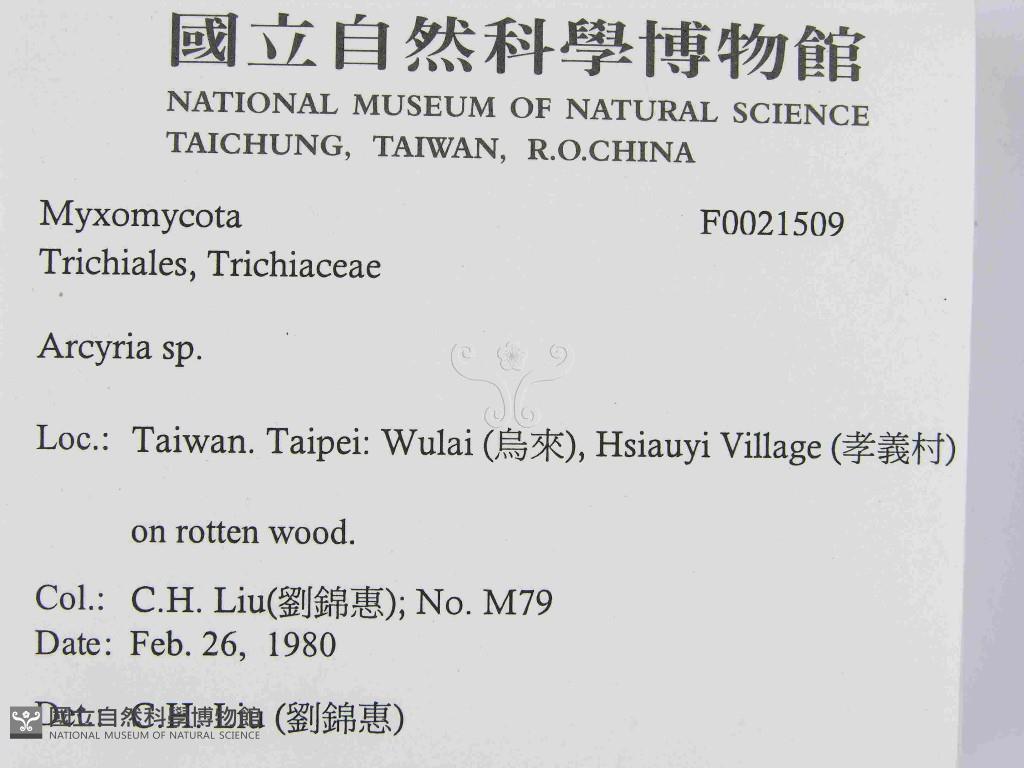 國立自然科學博物館
NATIONAL MUSEUM OF NATURAL SCIENCE
TAICHUNG, TAIWAN, R.O.CHINA
Myxomycota F0021509
Trichiales, Trichiaceae
Arcyria sp.
Loc.: Taiwan. Taipei: Wulai (烏來), Hsiauyi Village (孝義村)
on rotten wood.
Col.: C.H. Liu(劉錦惠); No. M79
Date: Feb. 26, 1980
Det.: C.H. Liu (劉錦惠)
國立自然科學博物館
NATIONAL MUSEUM OF NATURAL SCIENCE